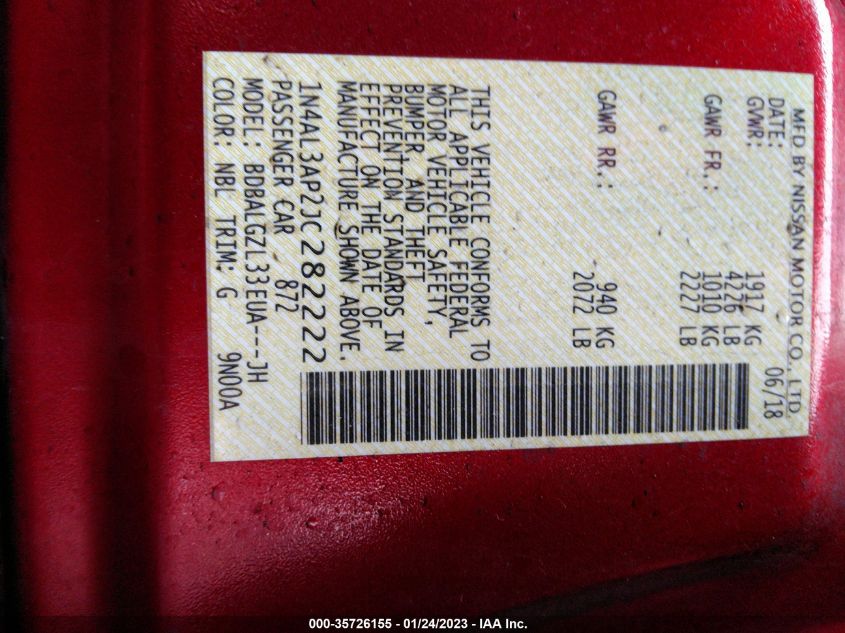 MFD BY NISSAN MOTOR CO., LTD.
DATE: 06/18
GVWR: 1917 KG
4226 LB
GAWR FR.: 1010 KG
2227 LB
GAWR RR.: 940 KG
2072 LB
THIS VEHICLE CONFORMS TO
ALL APPLICABLE FEDERAL
MOTOR VEHICLE SAFETY,
BUMPER, AND THEFT
PREVENTION STANDARDS IN
EFFECT ON THE DATE OF
MANUFACTURE SHOWN ABOVE.
1N4AL3AP2JC282222
PASSENGER CAR 872
MODEL: BDBALGZL33EUA---JH
COLOR: NBL TRIM: G 9N00A
000-35726155 — 01/24/2023 - IAA Inc.